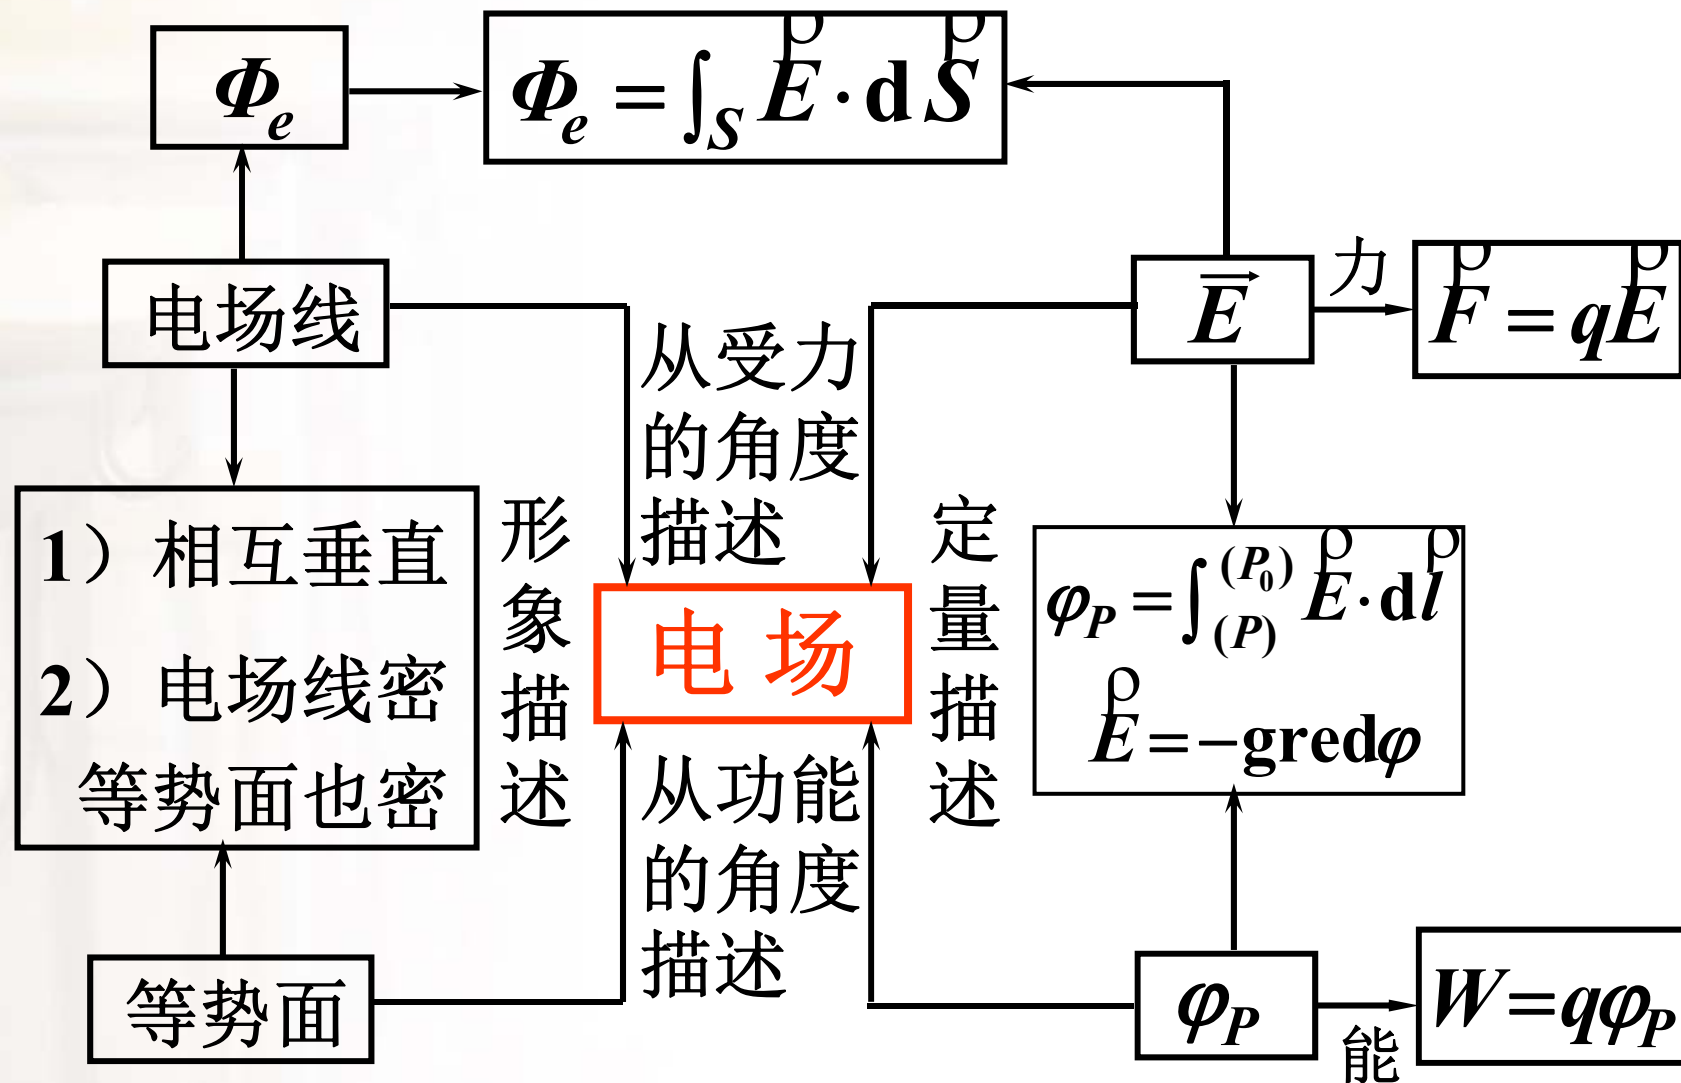 Φe
Φe = ∫S E⃗ · d S⃗
电场线
从受力
的角度
描述
E⃗
力
F⃗ = qE⃗
1）相互垂直
2）电场线密
等势面也密
形象描述
电 场
定量描述
φP = ∫(P)(P0) E⃗ · dl⃗
E⃗ = −gredφ
从功能
的角度
描述
等势面
φP
能
W = qφP